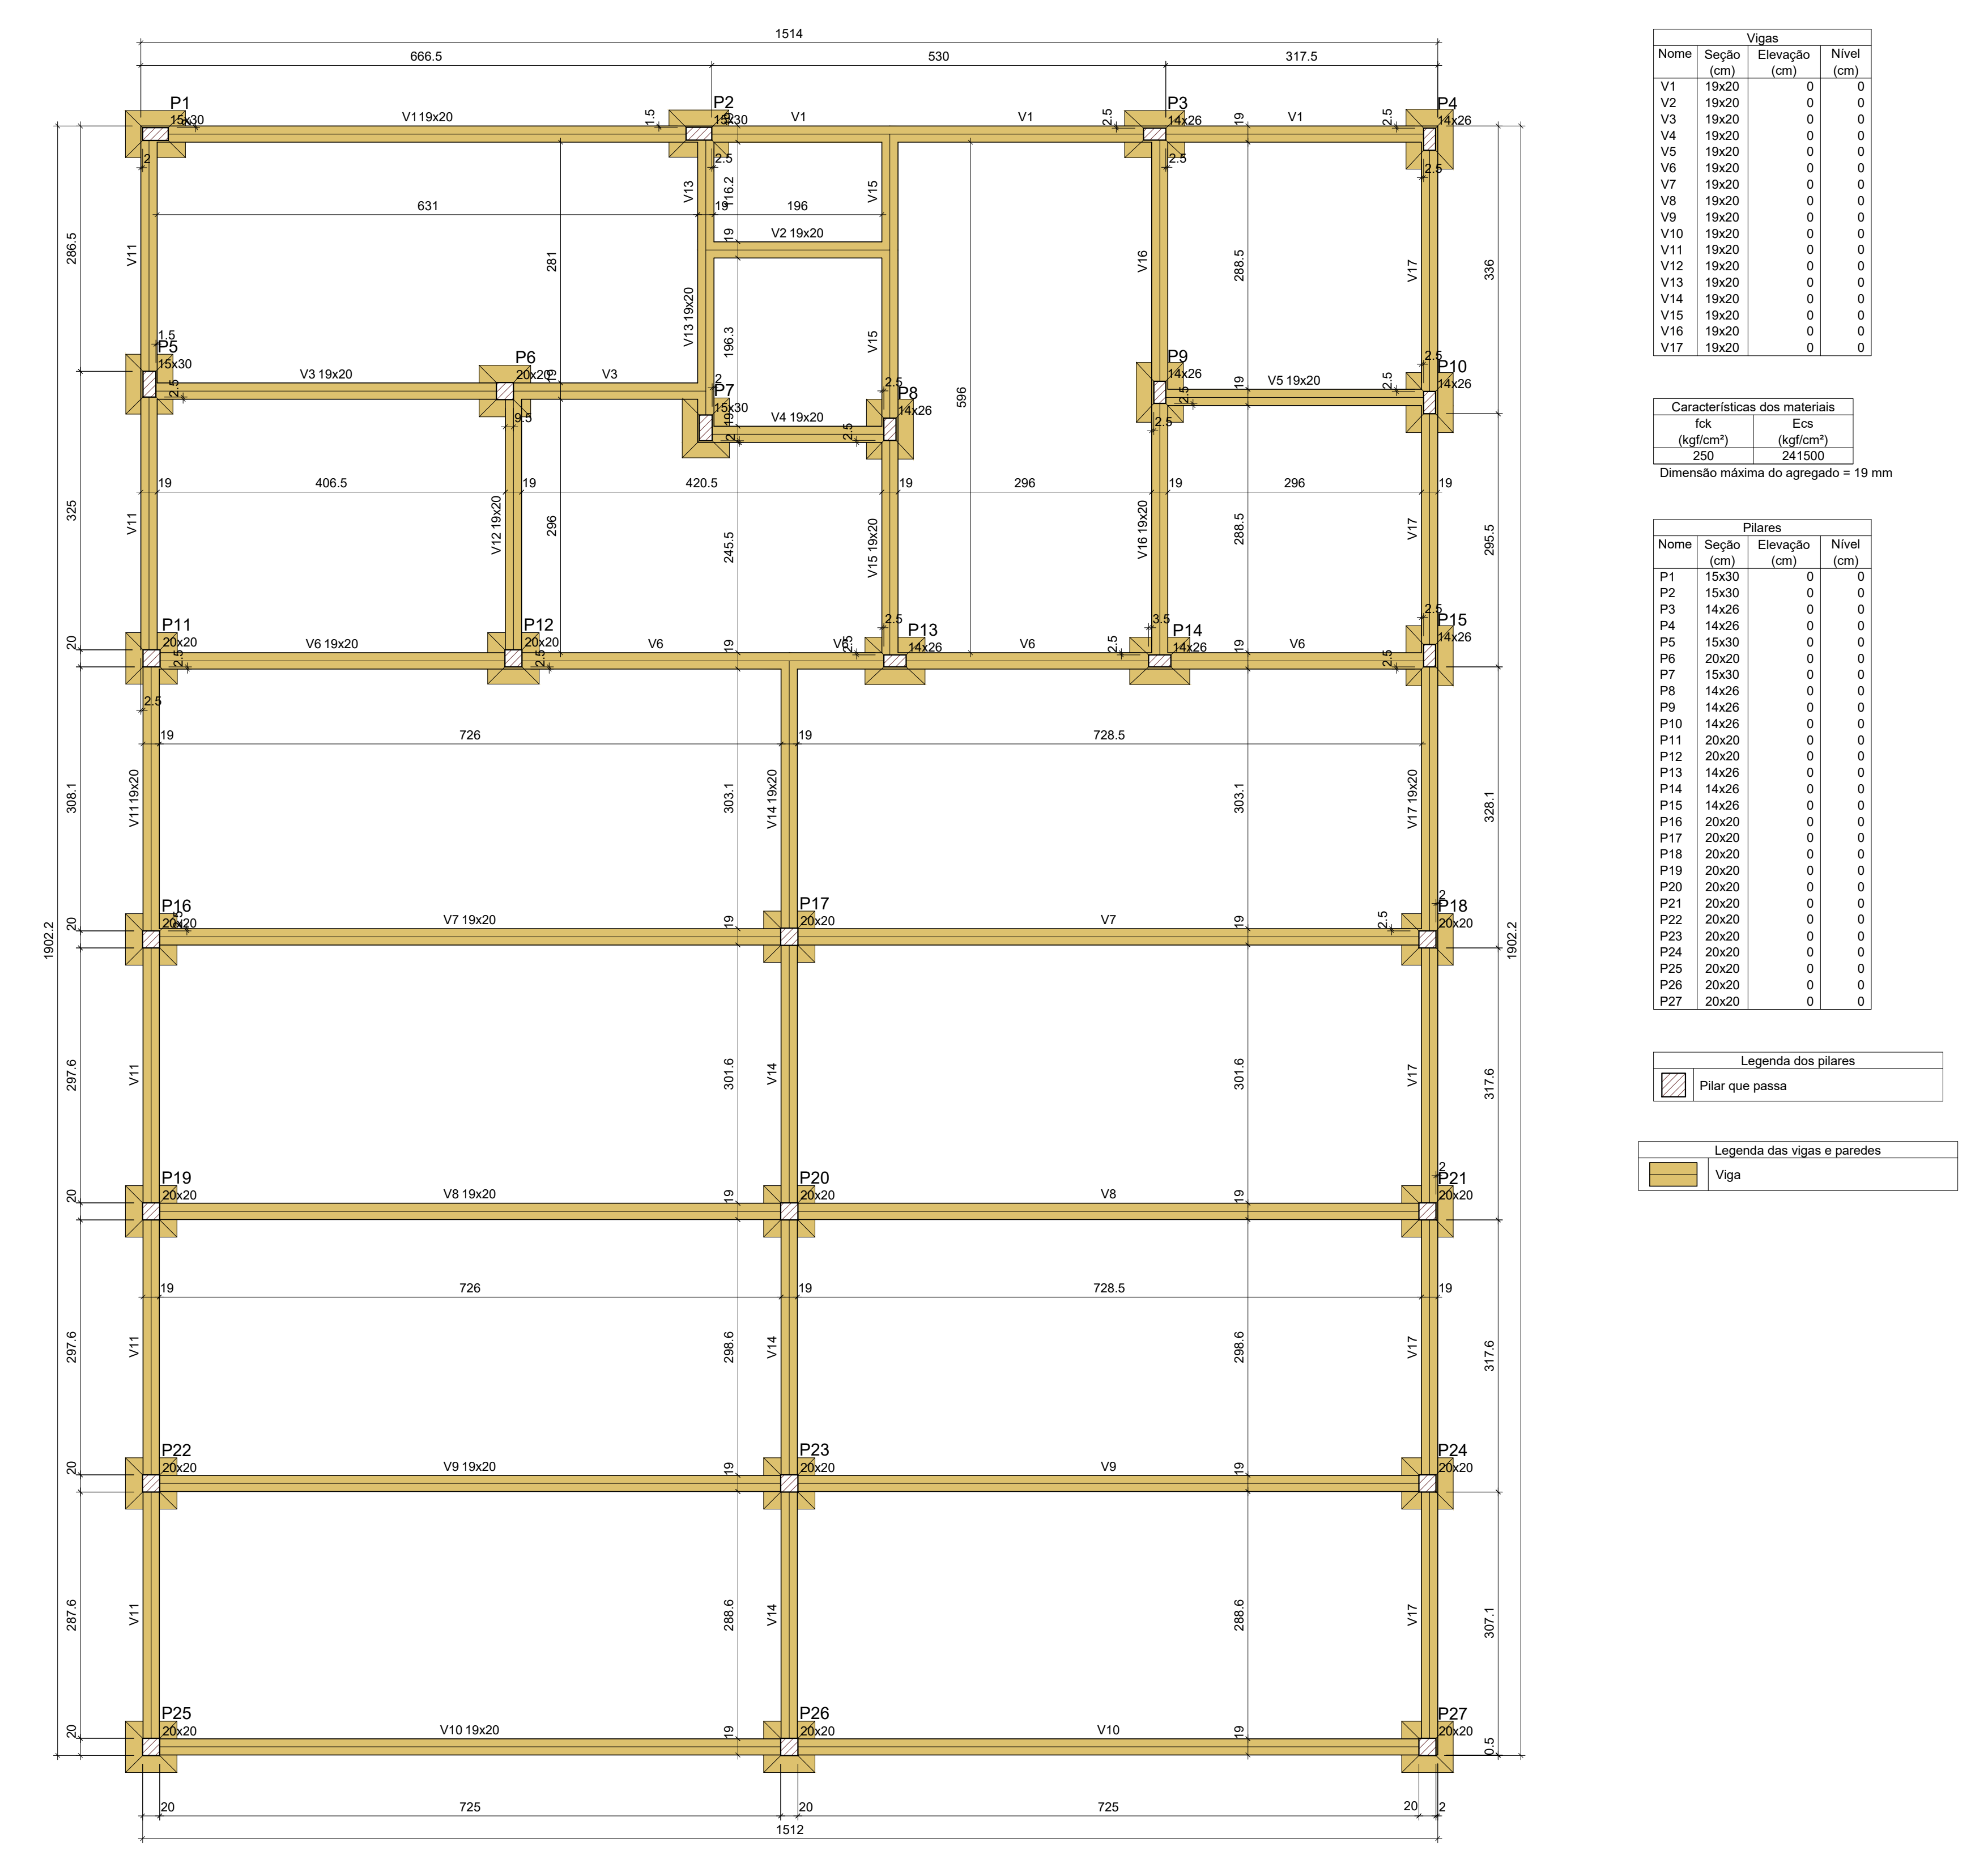 1514
666.5
530
317.5
P1
15x30
V1 19x20
1.5
P2
15x30
V1
V1
2.5
P3
14x26
19
V1
2.5
P4
14x26
2
2.5
2.5
2.5
V13
116.2
V15
631
19
196
19
V2 19x20
286.5
V11
281
V16
288.5
V17
336
V13 19x20
196.3
V15
596
1.5
P5
15x30
2.5
V3 19x20
P6
20x20
19
V3
9.5
2
P7
15x30
19
2
V4 19x20
2.5
2.5
P8
14x26
P9
14x26
2.5
2.5
19
V5 19x20
2.5
2.5
P10
14x26
19
406.5
19
420.5
19
296
19
296
19
325
V11
V12 19x20
296
245.5
V15 19x20
V16 19x20
288.5
V17
295.5
20
P11
20x20
2.5
2.5
V6 19x20
P12
20x20
2.5
V6
19
V6
2.5
2.5
P13
14x26
V6
2.5
3.5
P14
14x26
19
V6
2.5
2.5
P15
14x26
19
726
19
728.5
308.1
V11 19x20
303.1
V14 19x20
303.1
V17 19x20
328.1
1902.2
20
P16
20x20
V7 19x20
19
P17
20x20
V7
19
2.5
2
P18
20x20
1902.2
297.6
V11
301.6
V14
301.6
V17
317.6
20
P19
20x20
V8 19x20
19
P20
20x20
V8
19
2
P21
20x20
19
726
19
728.5
19
297.6
V11
298.6
V14
298.6
V17
317.6
20
P22
20x20
V9 19x20
19
P23
20x20
V9
19
P24
20x20
287.6
V11
288.6
V14
288.6
V17
307.1
20
P25
20x20
V10 19x20
19
P26
20x20
V10
19
P27
20x20
0.5
20
725
20
725
20
2
1512
Vigas
Nome Seção Elevação Nível
(cm) (cm) (cm)
V1 19x20 0 0
V2 19x20 0 0
V3 19x20 0 0
V4 19x20 0 0
V5 19x20 0 0
V6 19x20 0 0
V7 19x20 0 0
V8 19x20 0 0
V9 19x20 0 0
V10 19x20 0 0
V11 19x20 0 0
V12 19x20 0 0
V13 19x20 0 0
V14 19x20 0 0
V15 19x20 0 0
V16 19x20 0 0
V17 19x20 0 0
Características dos materiais
fck Ecs
(kgf/cm²) (kgf/cm²)
250 241500
Dimensão máxima do agregado = 19 mm
Pilares
Nome Seção Elevação Nível
(cm) (cm) (cm)
P1 15x30 0 0
P2 15x30 0 0
P3 14x26 0 0
P4 14x26 0 0
P5 15x30 0 0
P6 20x20 0 0
P7 15x30 0 0
P8 14x26 0 0
P9 14x26 0 0
P10 14x26 0 0
P11 20x20 0 0
P12 20x20 0 0
P13 14x26 0 0
P14 14x26 0 0
P15 14x26 0 0
P16 20x20 0 0
P17 20x20 0 0
P18 20x20 0 0
P19 20x20 0 0
P20 20x20 0 0
P21 20x20 0 0
P22 20x20 0 0
P23 20x20 0 0
P24 20x20 0 0
P25 20x20 0 0
P26 20x20 0 0
P27 20x20 0 0
Legenda dos pilares
Pilar que passa
Legenda das vigas e paredes
Viga